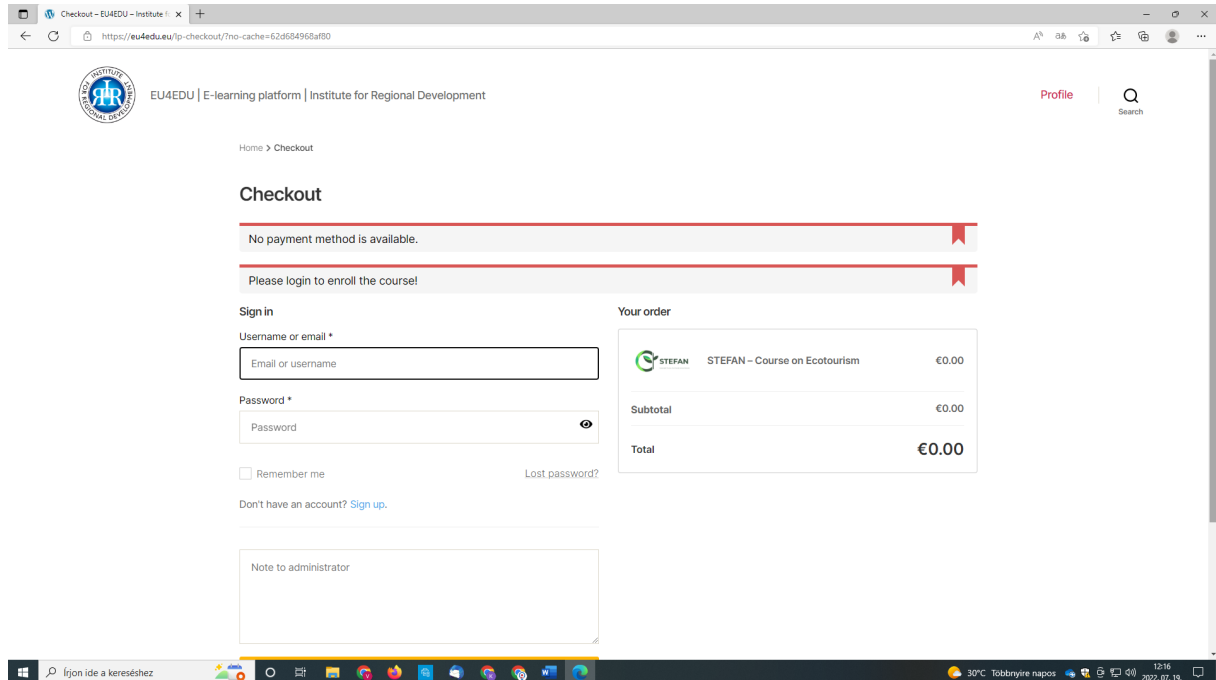 Checkout – EU4EDU – Institute f
https://eu4edu.eu/lp-checkout/?no-cache=62d684968af80
INSTITUTE FOR REGIONAL DEVELOPMENT
EU4EDU | E-learning platform | Institute for Regional Development
Profile
Search
Home > Checkout
Checkout
No payment method is available.
Please login to enroll the course!
Sign in
Username or email *
Email or username
Password *
Password
Remember me
Lost password?
Don't have an account? Sign up.
Note to administrator
Your order
STEFAN
STEFAN – Course on Ecotourism €0.00
Subtotal €0.00
Total €0.00
Írjon ide a kereséshez
30°C Többnyire napos
12:16
2022. 07. 19.